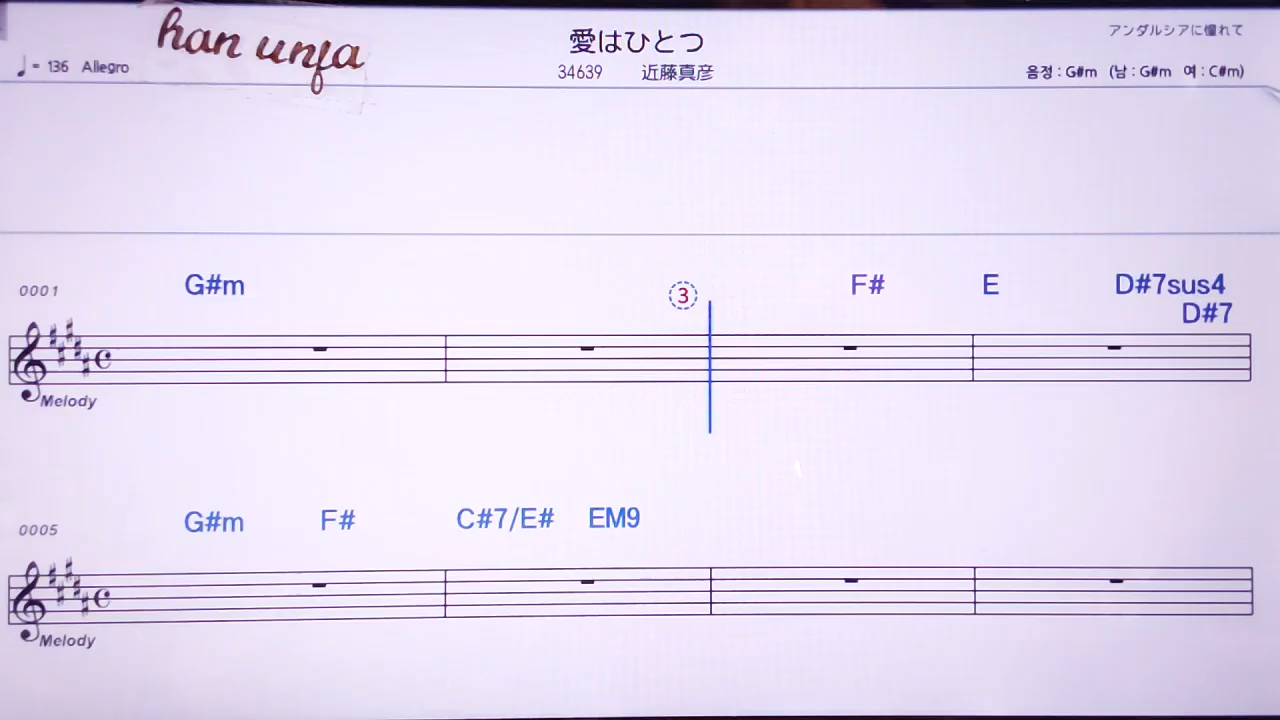 han unfa
愛はひとつ
アンダルシアに憧れて
♩= 136 Allegro
34639 近藤真彦
음정 : G#m (남 : G#m 여 : C#m)
0001
G#m
3
F# E D#7sus4
D#7
Melody
0005
G#m F# C#7/E# EM9
Melody